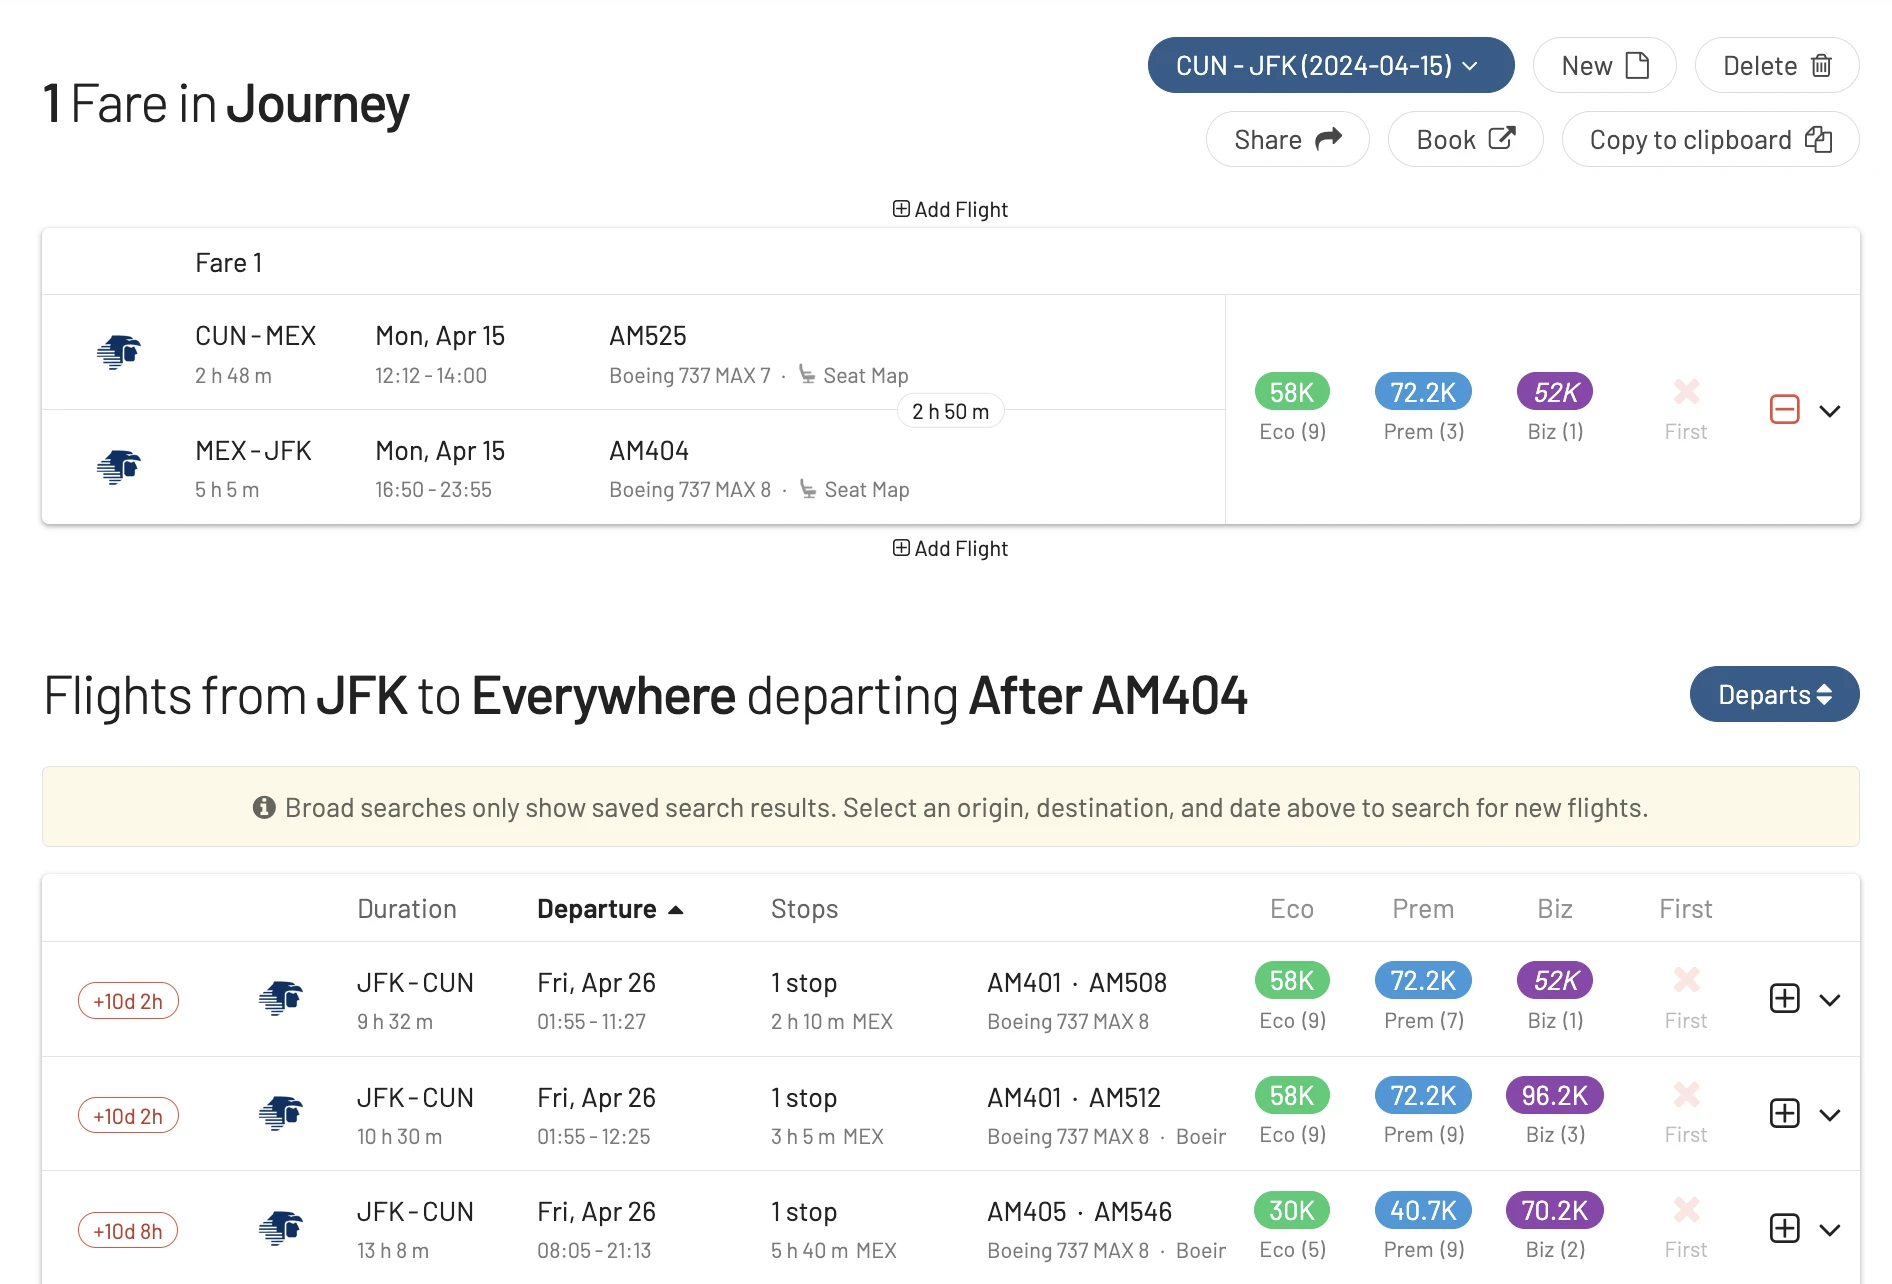 CUN - JFK (2024-04-15)
New
Delete
1 Fare in Journey
Share
Book
Copy to clipboard
Add Flight
Fare 1
CUN - MEX
Mon, Apr 15
AM525
2 h 48 m
12:12 - 14:00
Boeing 737 MAX 7 · Seat Map
58K
72.2K
52K
2 h 50 m
Eco (9)
Prem (3)
Biz (1)
First
MEX - JFK
Mon, Apr 15
AM404
5 h 5 m
16:50 - 23:55
Boeing 737 MAX 8 · Seat Map
Add Flight
Flights from JFK to Everywhere departing After AM404
Departs
Broad searches only show saved search results. Select an origin, destination, and date above to search for new flights.
Duration
Departure
Stops
Eco
Prem
Biz
First
+10d 2h
JFK - CUN
Fri, Apr 26
1 stop
AM401 · AM508
58K
72.2K
52K
9 h 32 m
01:55 - 11:27
2 h 10 m MEX
Boeing 737 MAX 8
Eco (9)
Prem (7)
Biz (1)
First
+10d 2h
JFK - CUN
Fri, Apr 26
1 stop
AM401 · AM512
58K
72.2K
96.2K
10 h 30 m
01:55 - 12:25
3 h 5 m MEX
Boeing 737 MAX 8 · Boeir
Eco (9)
Prem (9)
Biz (3)
First
+10d 8h
JFK - CUN
Fri, Apr 26
1 stop
AM405 · AM546
30K
40.7K
70.2K
13 h 8 m
08:05 - 21:13
5 h 40 m MEX
Boeing 737 MAX 8 · Boeir
Eco (5)
Prem (9)
Biz (2)
First